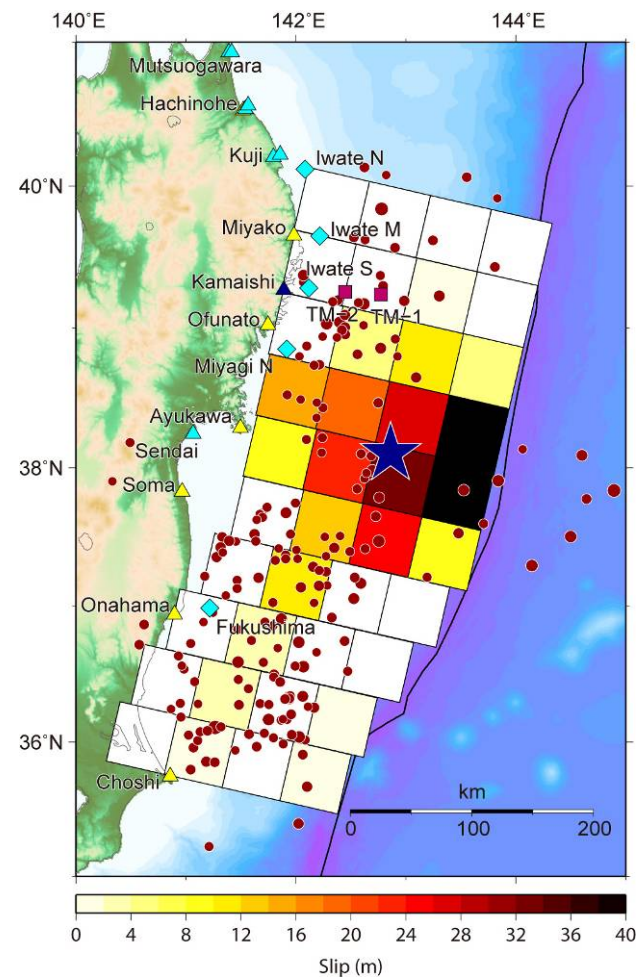 140˚E 142˚E 144˚E
Mutsuogawara
Hachinohe
Kuji
Iwate N
40˚N
Miyako
Iwate M
Kamaishi
Iwate S
Ofunato
TM-2
TM-1
Miyagi N
Ayukawa
Sendai
38˚N
Soma
Onahama
Fukushima
36˚N
Choshi
km
0 100 200
0 4 8 12 16 20 24 28 32 36 40
Slip (m)